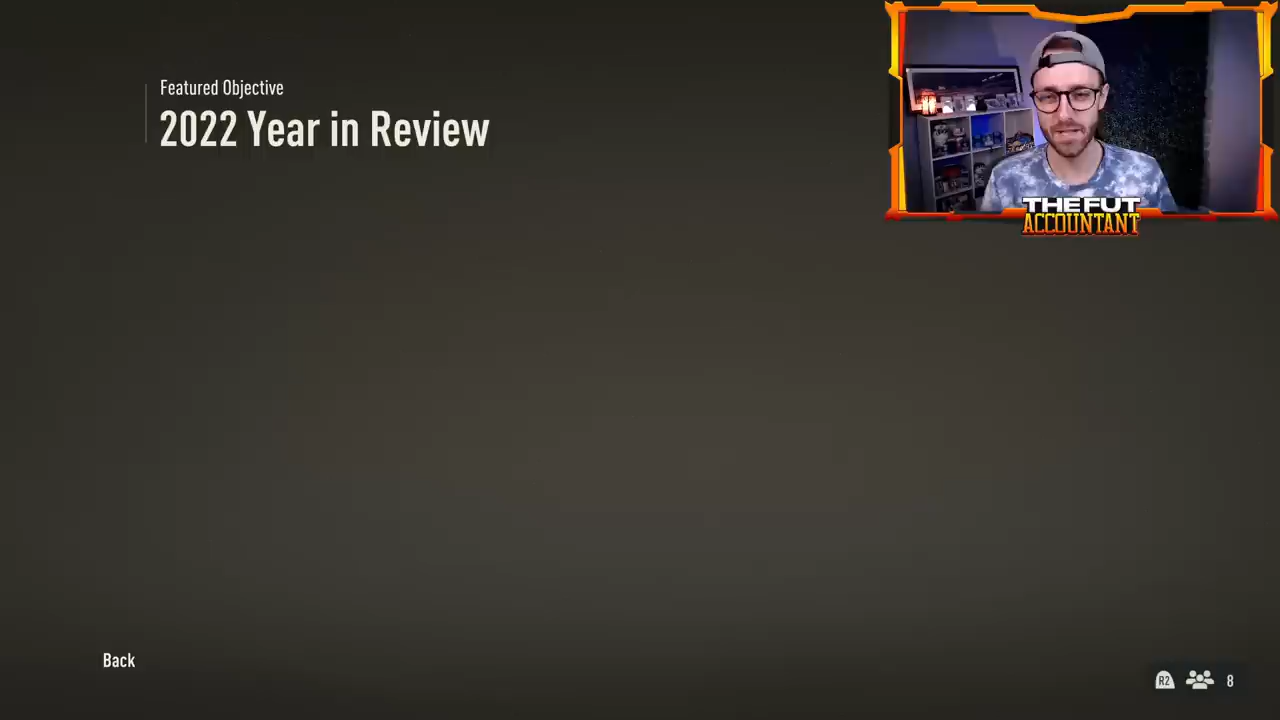 Featured Objective
2022 Year in Review
THE FUT
ACCOUNTANT
Back
R2 8